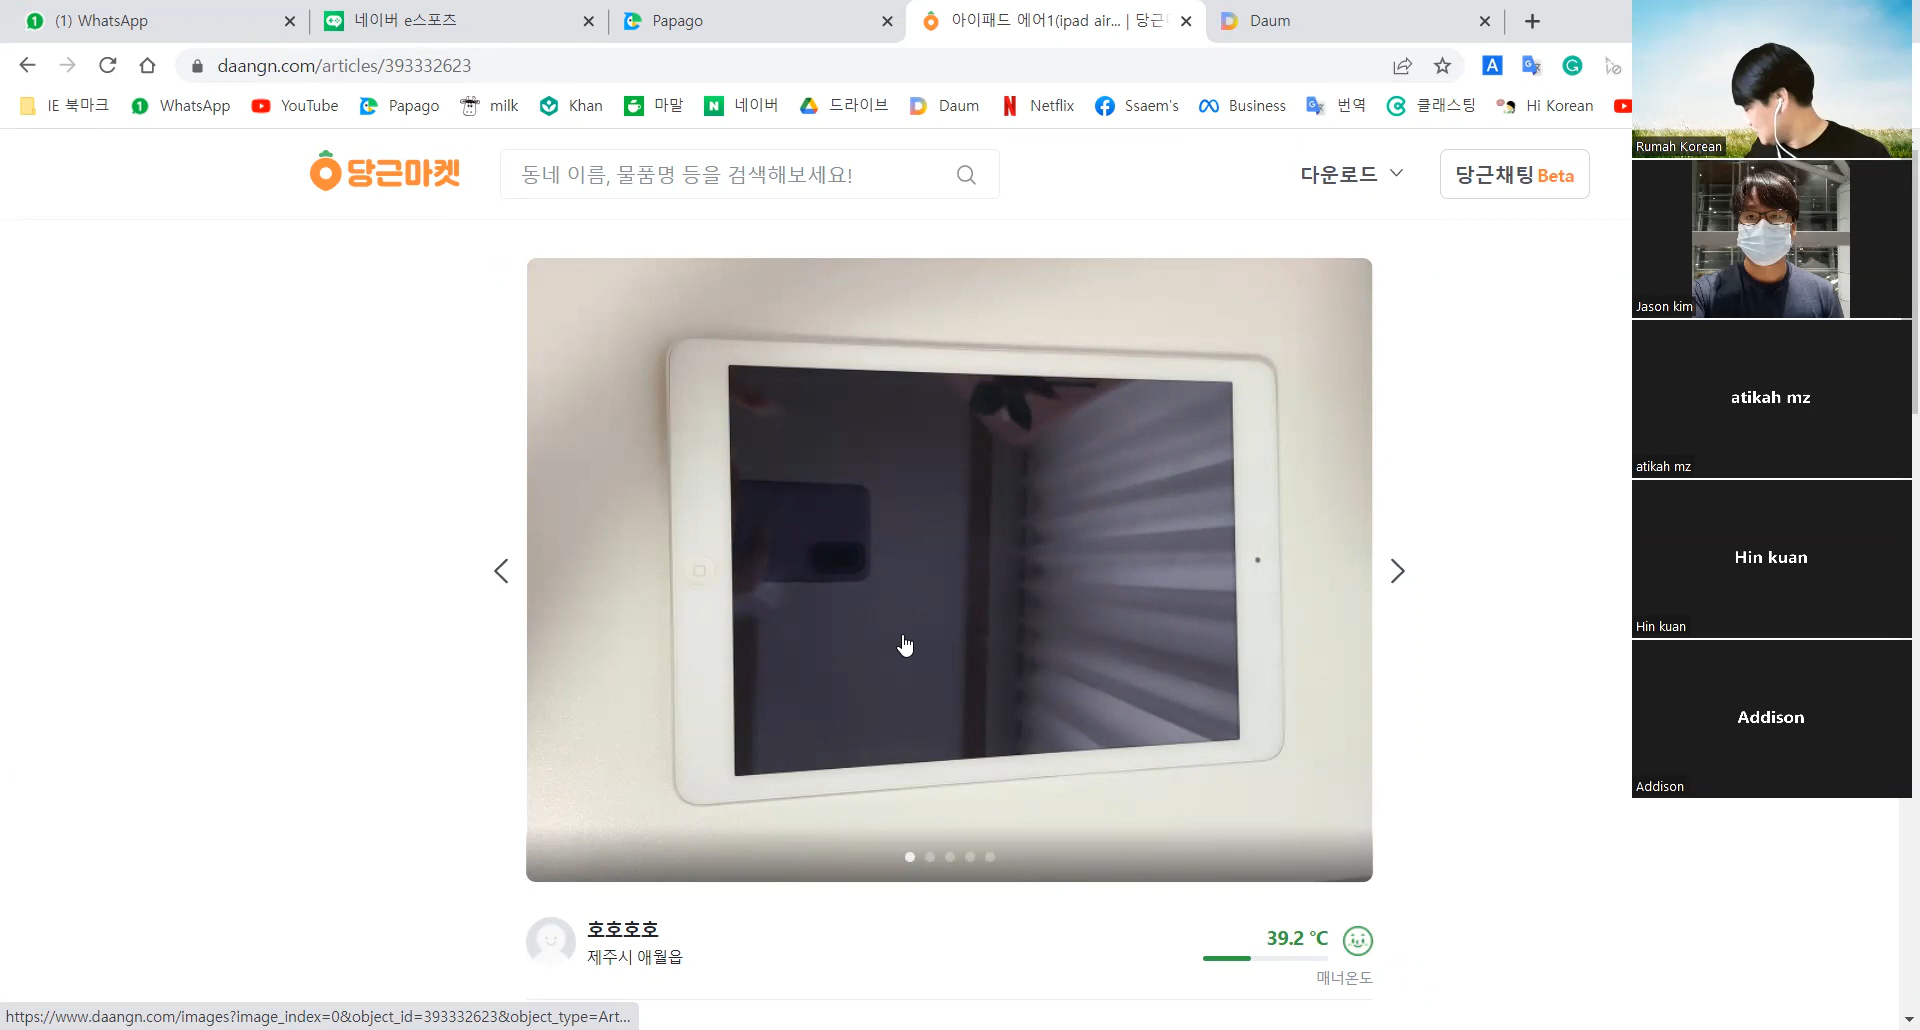 (1) WhatsApp
네이버 e스포츠
Papago
아이패드 에어1(ipad air... | 당근
Daum
daangn.com/articles/393332623
IE 북마크
WhatsApp
YouTube
Papago
milk
Khan
마말
네이버
드라이브
Daum
Netflix
Ssaem's
Business
번역
클래스팅
Hi Korean
당근마켓
동네 이름, 물품명 등을 검색해보세요!
다운로드
당근채팅 Beta
Rumah Korean
Jason kim
atikah mz
atikah mz
Hin kuan
Hin kuan
Addison
Addison
호호호호
제주시 애월읍
39.2 °C
매너온도
https://www.daangn.com/images?image_index=0&object_id=393332623&object_type=Art...